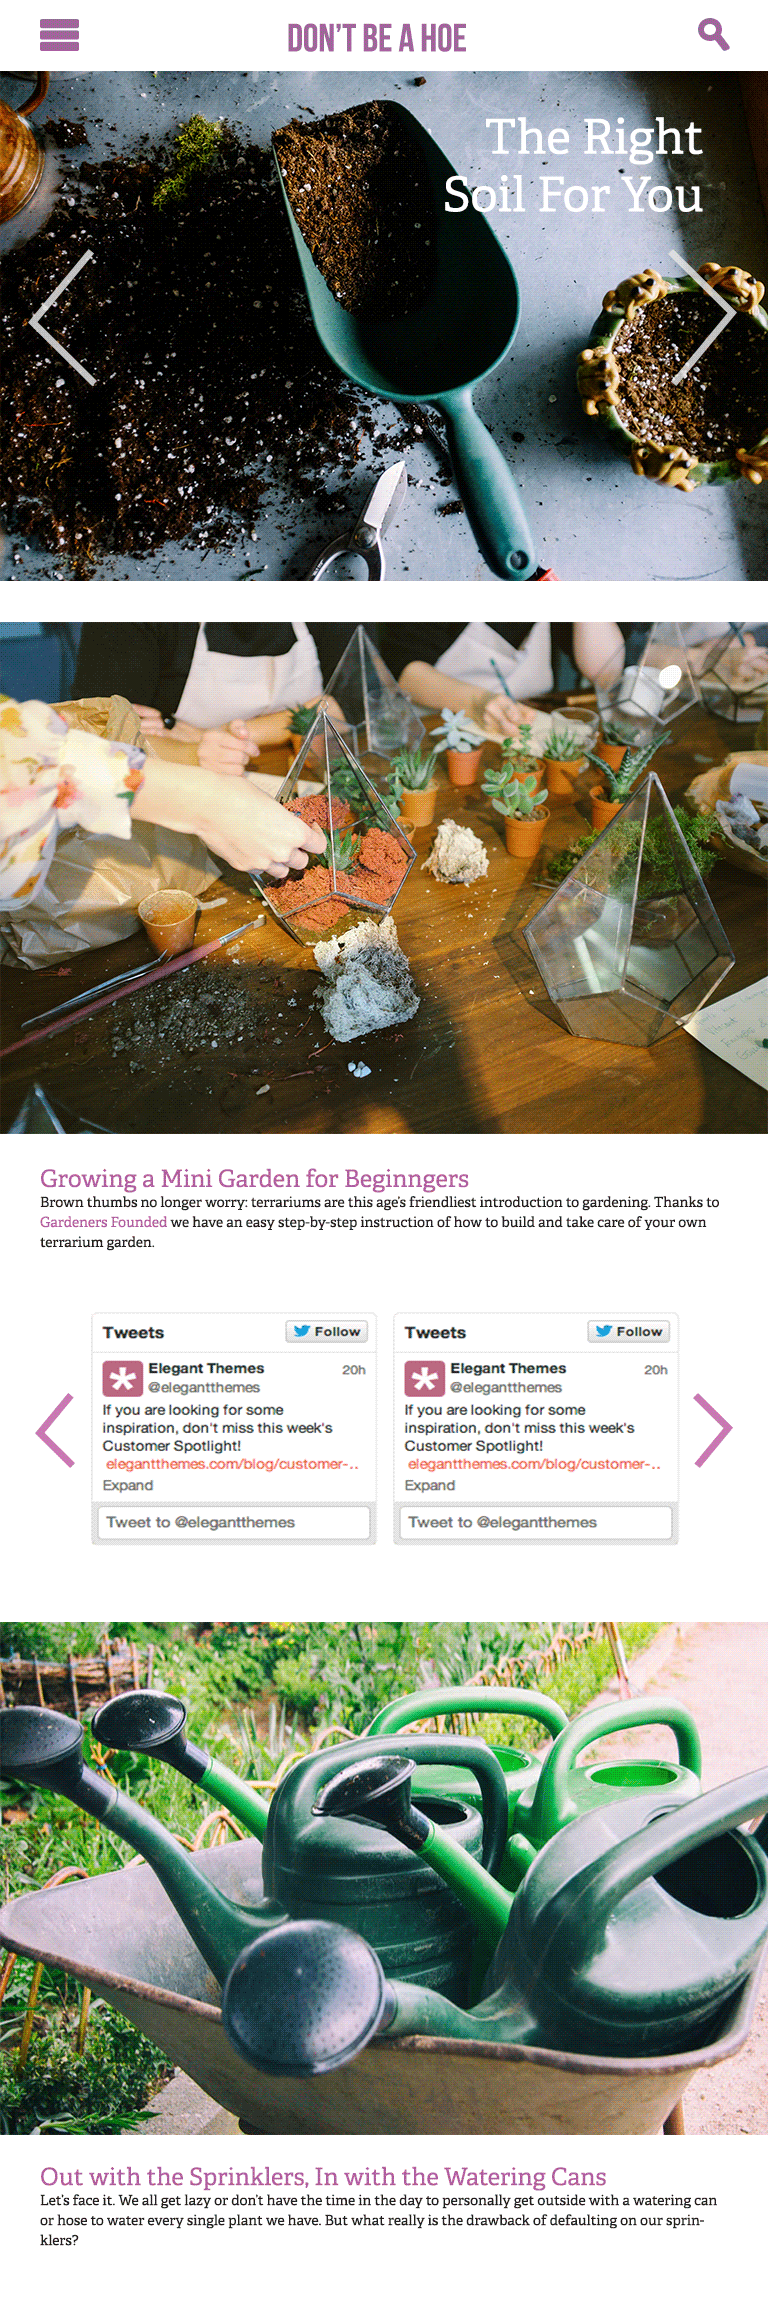 DON'T BE A HOE
The Right
Soil For You
Growing a Mini Garden for Beginngers
Brown thumbs no longer worry: terrariums are this age's friendliest introduction to gardening. Thanks to
Gardeners Founded we have an easy step-by-step instruction of how to build and take care of your own
terrarium garden.
Tweets Follow
Elegant Themes 20h
@elegantthemes
If you are looking for some
inspiration, don't miss this week's
Customer Spotlight!
elegantthemes.com/blog/customer-..
Expand
Tweet to @elegantthemes
Tweets Follow
Elegant Themes 20h
@elegantthemes
If you are looking for some
inspiration, don't miss this week's
Customer Spotlight!
elegantthemes.com/blog/customer-..
Expand
Tweet to @elegantthemes
Out with the Sprinklers, In with the Watering Cans
Let's face it. We all get lazy or don't have the time in the day to personally get outside with a watering can
or hose to water every single plant we have. But what really is the drawback of defaulting on our sprin-
klers?